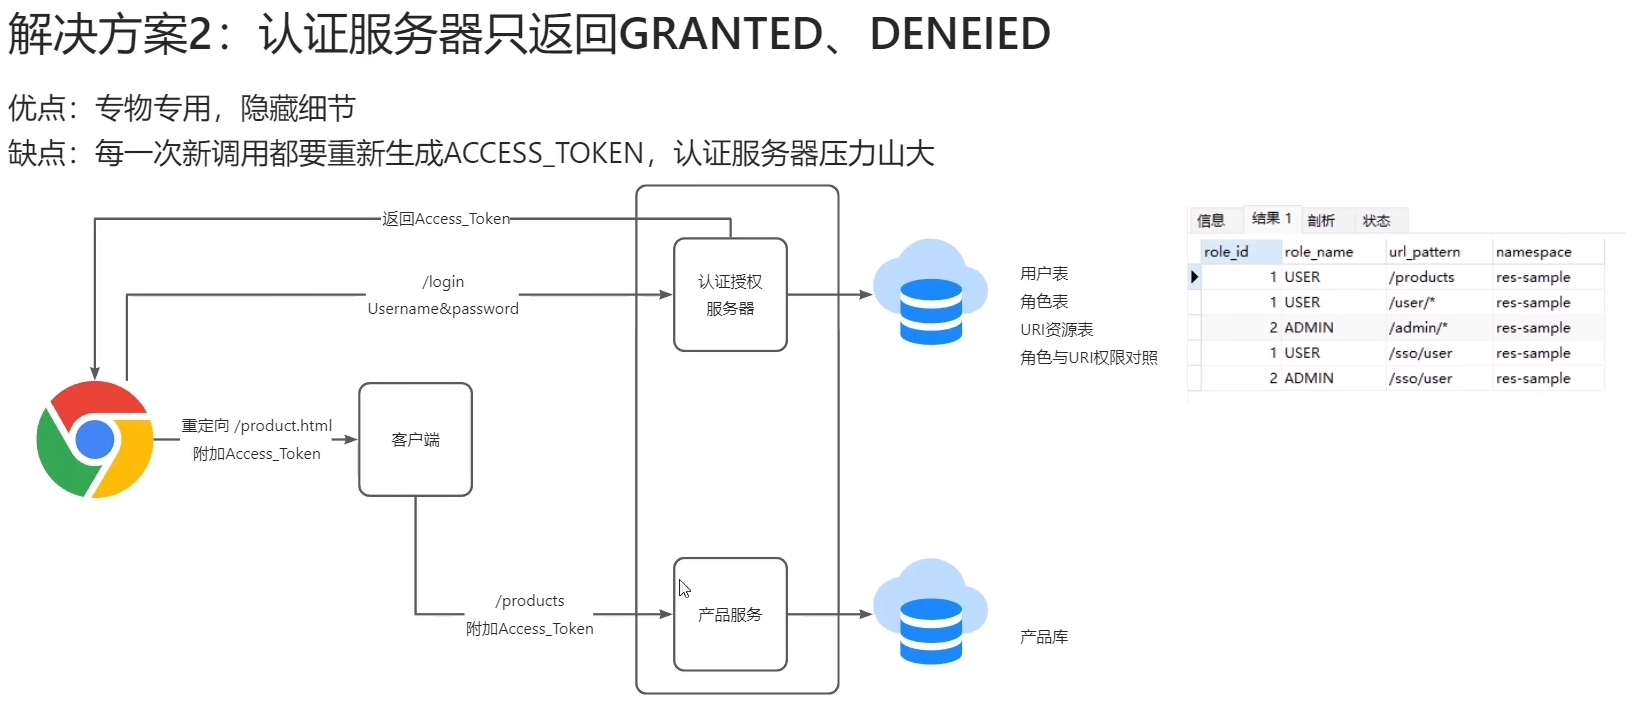 解决方案2：认证服务器只返回GRANTED、DENEIED
优点：专物专用，隐藏细节
缺点：每一次新调用都要重新生成ACCESS_TOKEN，认证服务器压力山大
返回Access_Token
/login
Username&password
认证授权
服务器
用户表
角色表
URI资源表
角色与URI权限对照
信息 结果 1 剖析 状态
role_id role_name url_pattern namespace
1 USER /products res-sample
1 USER /user/* res-sample
2 ADMIN /admin/* res-sample
1 USER /sso/user res-sample
2 ADMIN /sso/user res-sample
重定向 /product.html
附加Access_Token
客户端
/products
附加Access_Token
产品服务
产品库